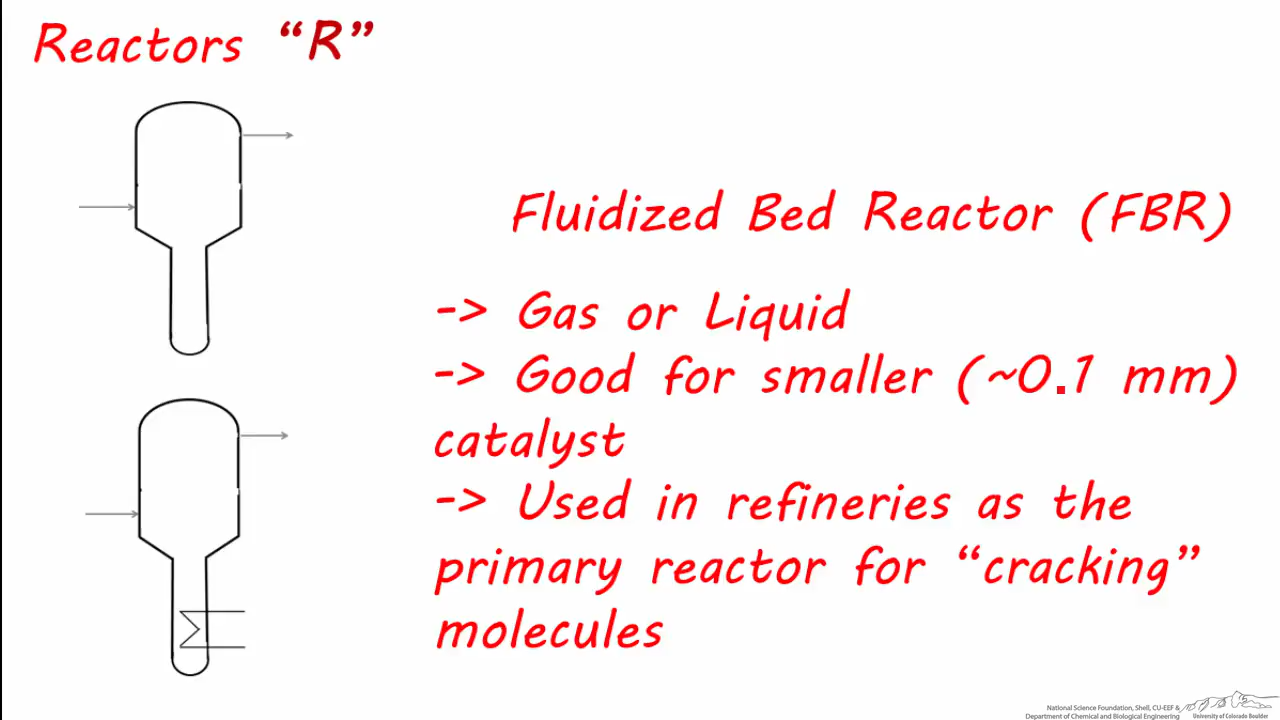 Reactors “R”
Fluidized Bed Reactor (FBR)
-> Gas or Liquid
-> Good for smaller (~0.1 mm)
catalyst
-> Used in refineries as the
primary reactor for “cracking”
molecules
National Science Foundation, Shell, CU-EEF &
Department of Chemical and Biological Engineering
University of Colorado Boulder